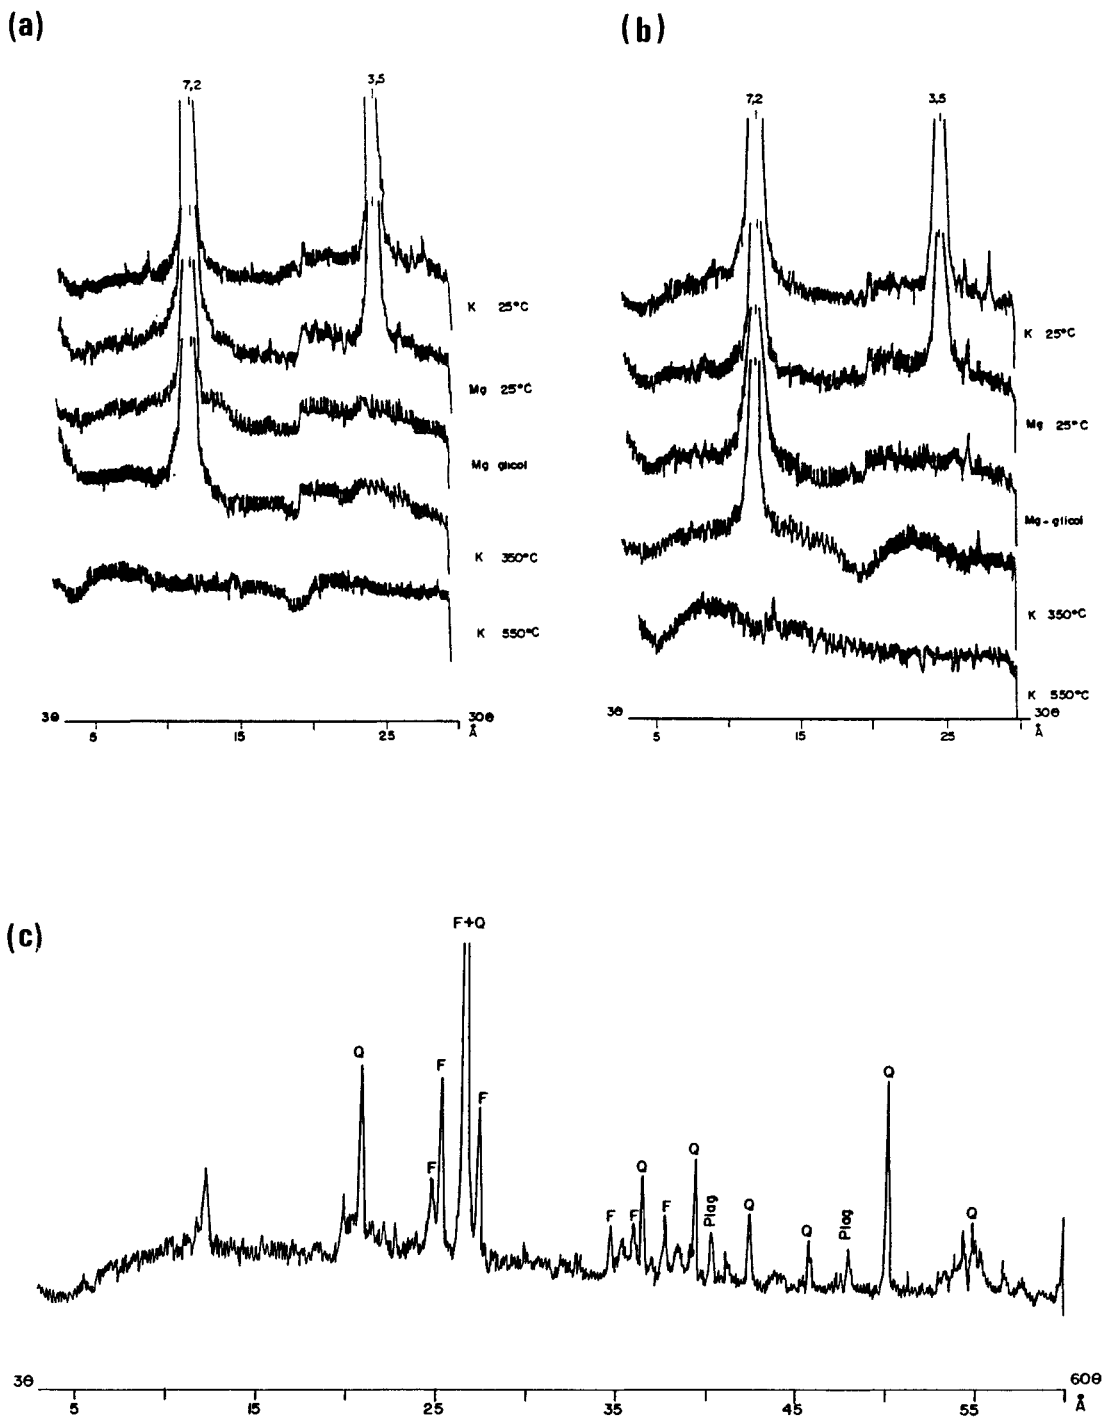 (a)
7,2
3,5
K 25°C
Mg 25°C
Mg glicol
K 350°C
K 550°C
3θ
30θ
5
15
25
Å
(b)
7,2
3,5
K 25°C
Mg 25°C
Mg-glicol
K 350°C
K 550°C
3θ
30θ
5
15
25
Å
(c)
F+Q
Q
F
F
F
F
F
Q
F
Q
Plag
Q
Q
Plag
Q
Q
3θ
60θ
5
15
25
35
45
55
Å